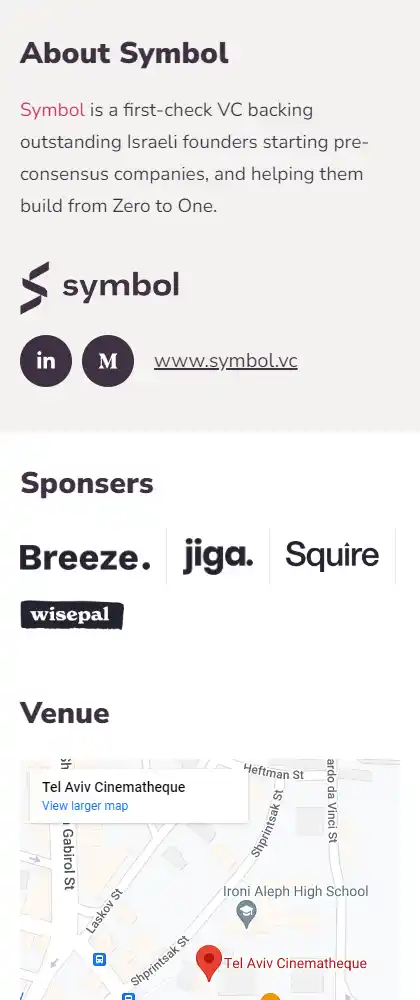 About Symbol
Symbol is a first-check VC backing
outstanding Israeli founders starting pre-
consensus companies, and helping them
build from Zero to One.
symbol
in
M
www.symbol.vc
Sponsers
Breeze.
jiga.
Squire
wisepal
Venue
Tel Aviv Cinematheque
View larger map
Heftman St
ardo da Vinci St
Shprintsak St
Gabirol St
Laskov St
Ironi Aleph High School
Shprintsak St
Tel Aviv Cinematheque